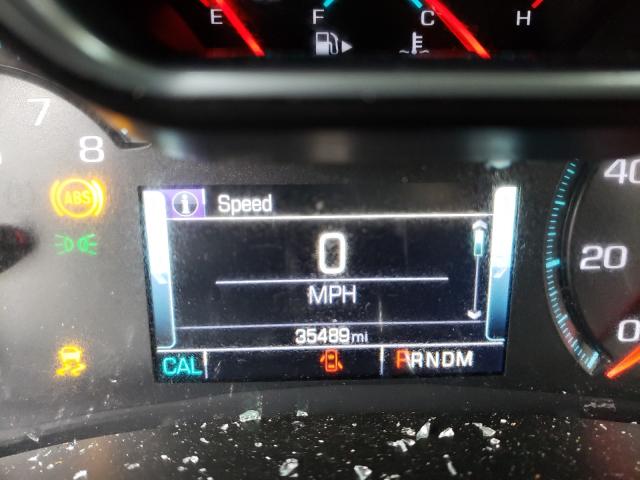 E F C H
7
8
ABS
Speed
0
MPH
35489mi
CAL
PRNDM
40
20
0